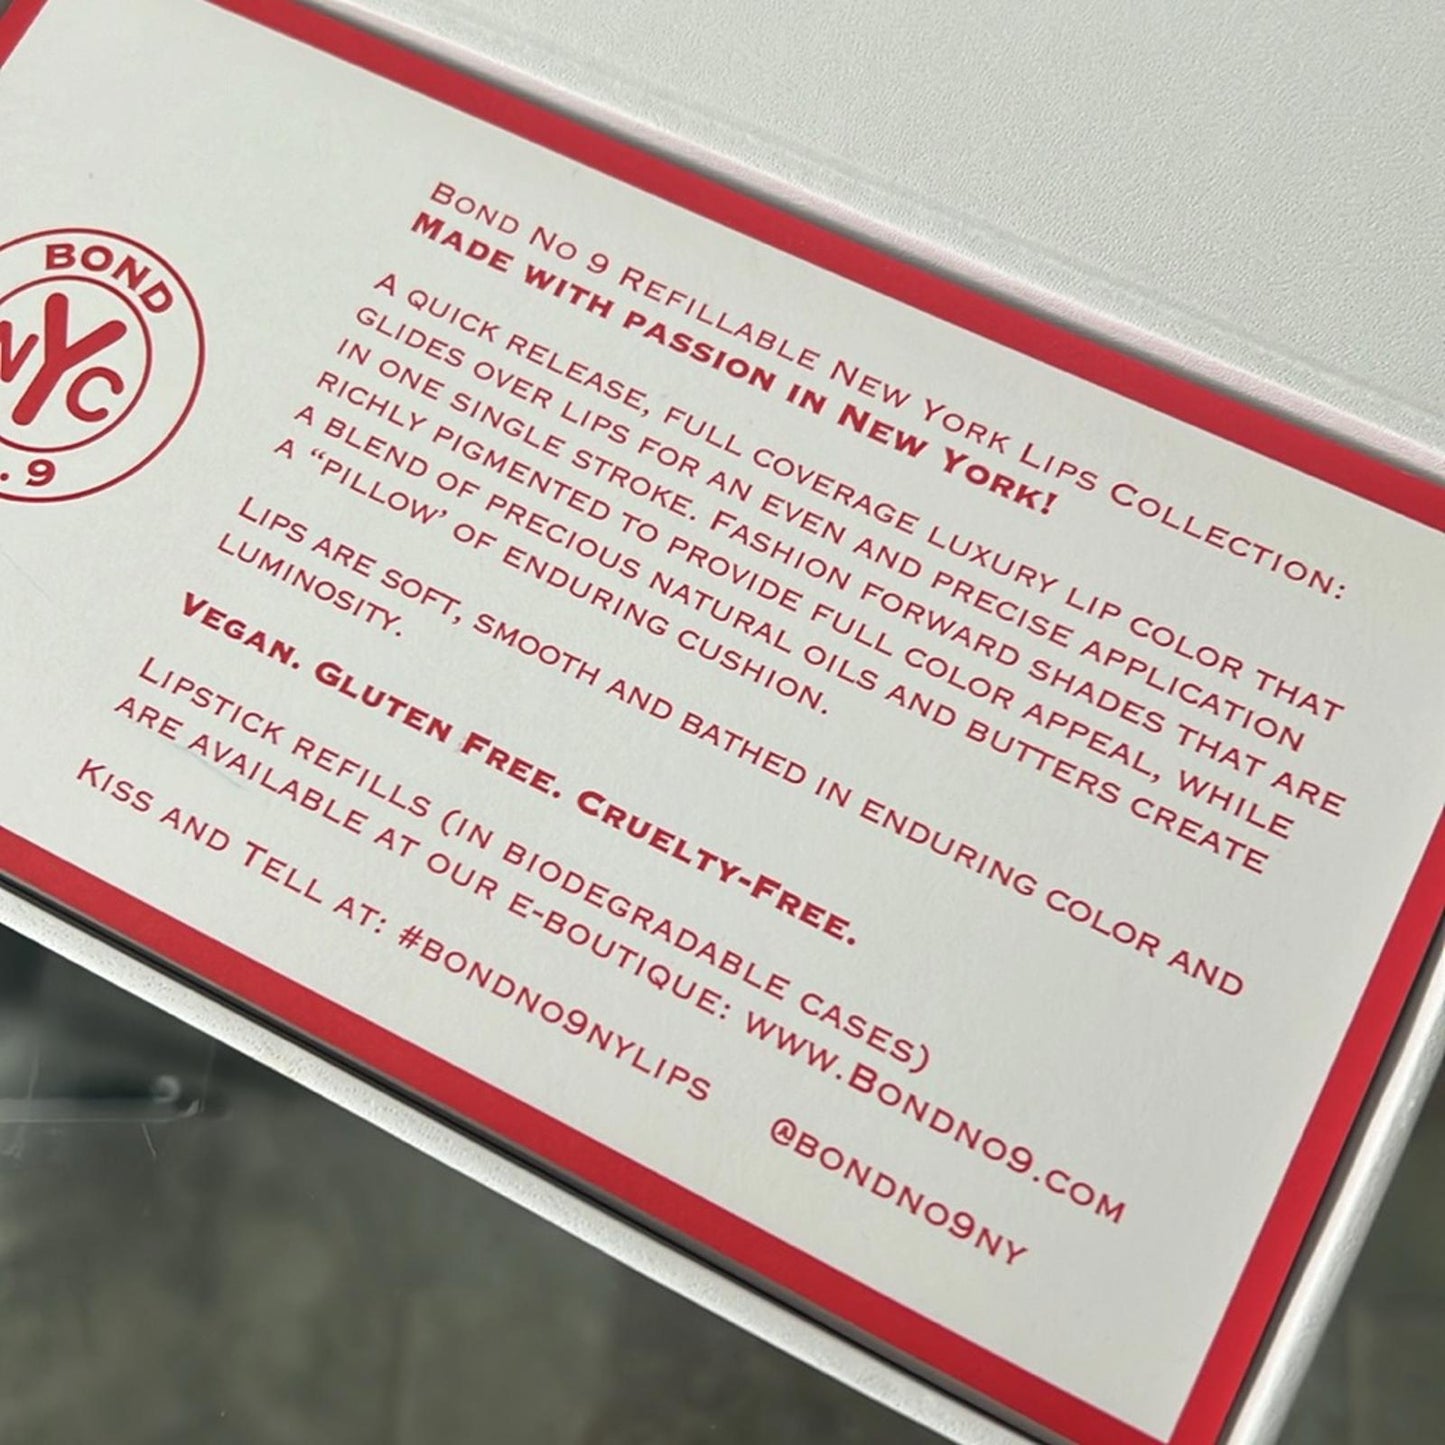 BOND
NYC
. 9
BOND NO 9 REFILLABLE NEW YORK LIPS COLLECTION:
MADE WITH PASSION IN NEW YORK!
A QUICK RELEASE, FULL COVERAGE LUXURY LIP COLOR THAT
GLIDES OVER LIPS FOR AN EVEN AND PRECISE APPLICATION
IN ONE SINGLE STROKE. FASHION FORWARD SHADES THAT ARE
RICHLY PIGMENTED TO PROVIDE FULL COLOR APPEAL, WHILE
A BLEND OF PRECIOUS NATURAL OILS AND BUTTERS CREATE
A “PILLOW’ OF ENDURING CUSHION.
LIPS ARE SOFT, SMOOTH AND BATHED IN ENDURING COLOR AND
LUMINOSITY.
VEGAN. GLUTEN FREE. CRUELTY-FREE.
LIPSTICK REFILLS (IN BIODEGRADABLE CASES)
ARE AVAILABLE AT OUR E-BOUTIQUE: WWW.BONDNO9.COM
KISS AND TELL AT: #BONDNO9NYLIPS @BONDNO9NY